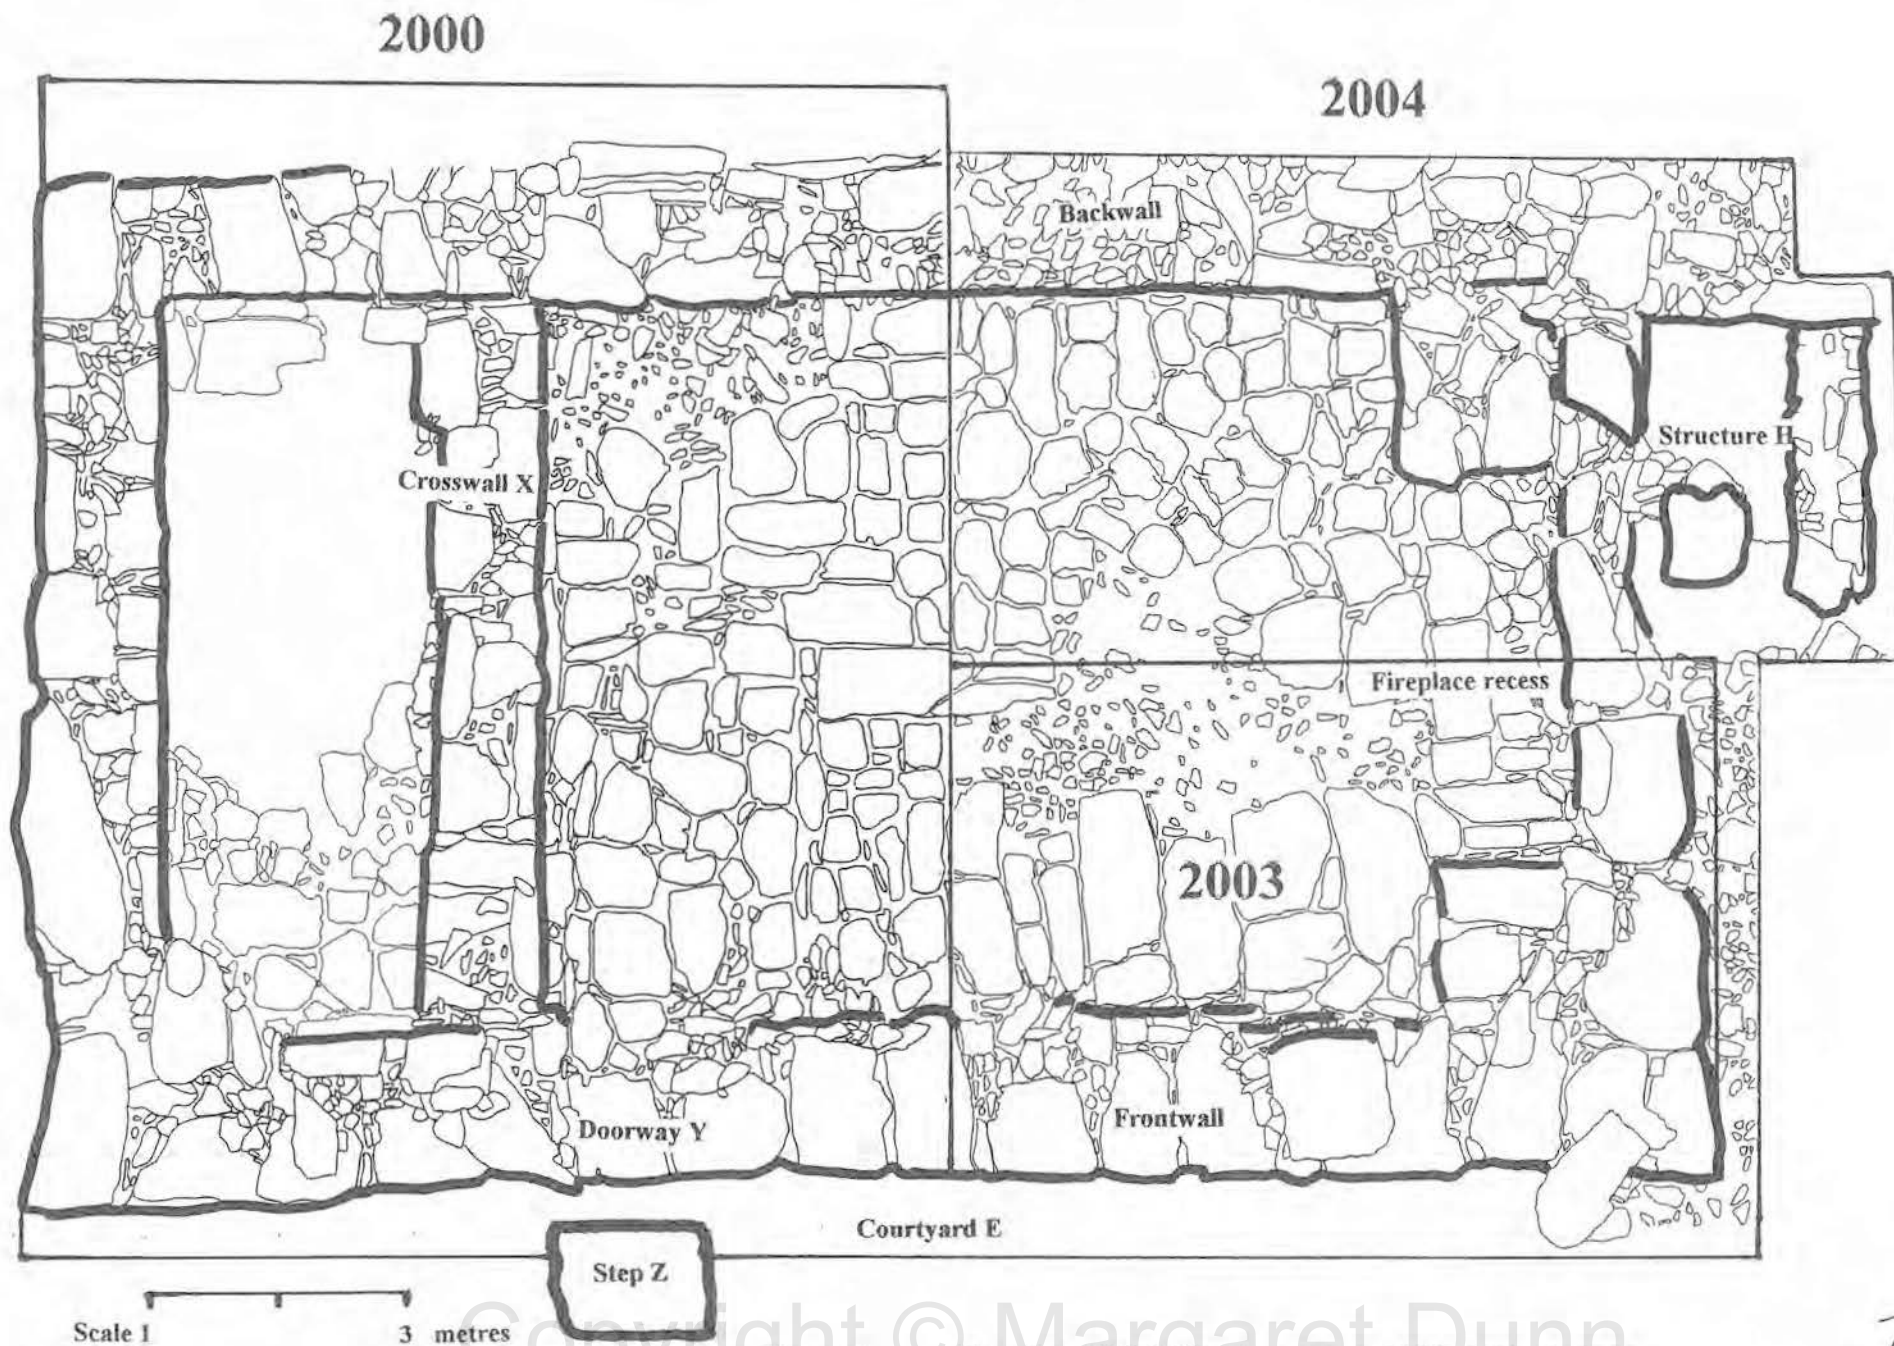 2000
2004
Backwall
Structure H
Crosswall X
Fireplace recess
2003
Doorway Y
Frontwall
Courtyard E
Step Z
Scale 1 3 metres
Copyright © Margaret Dunn